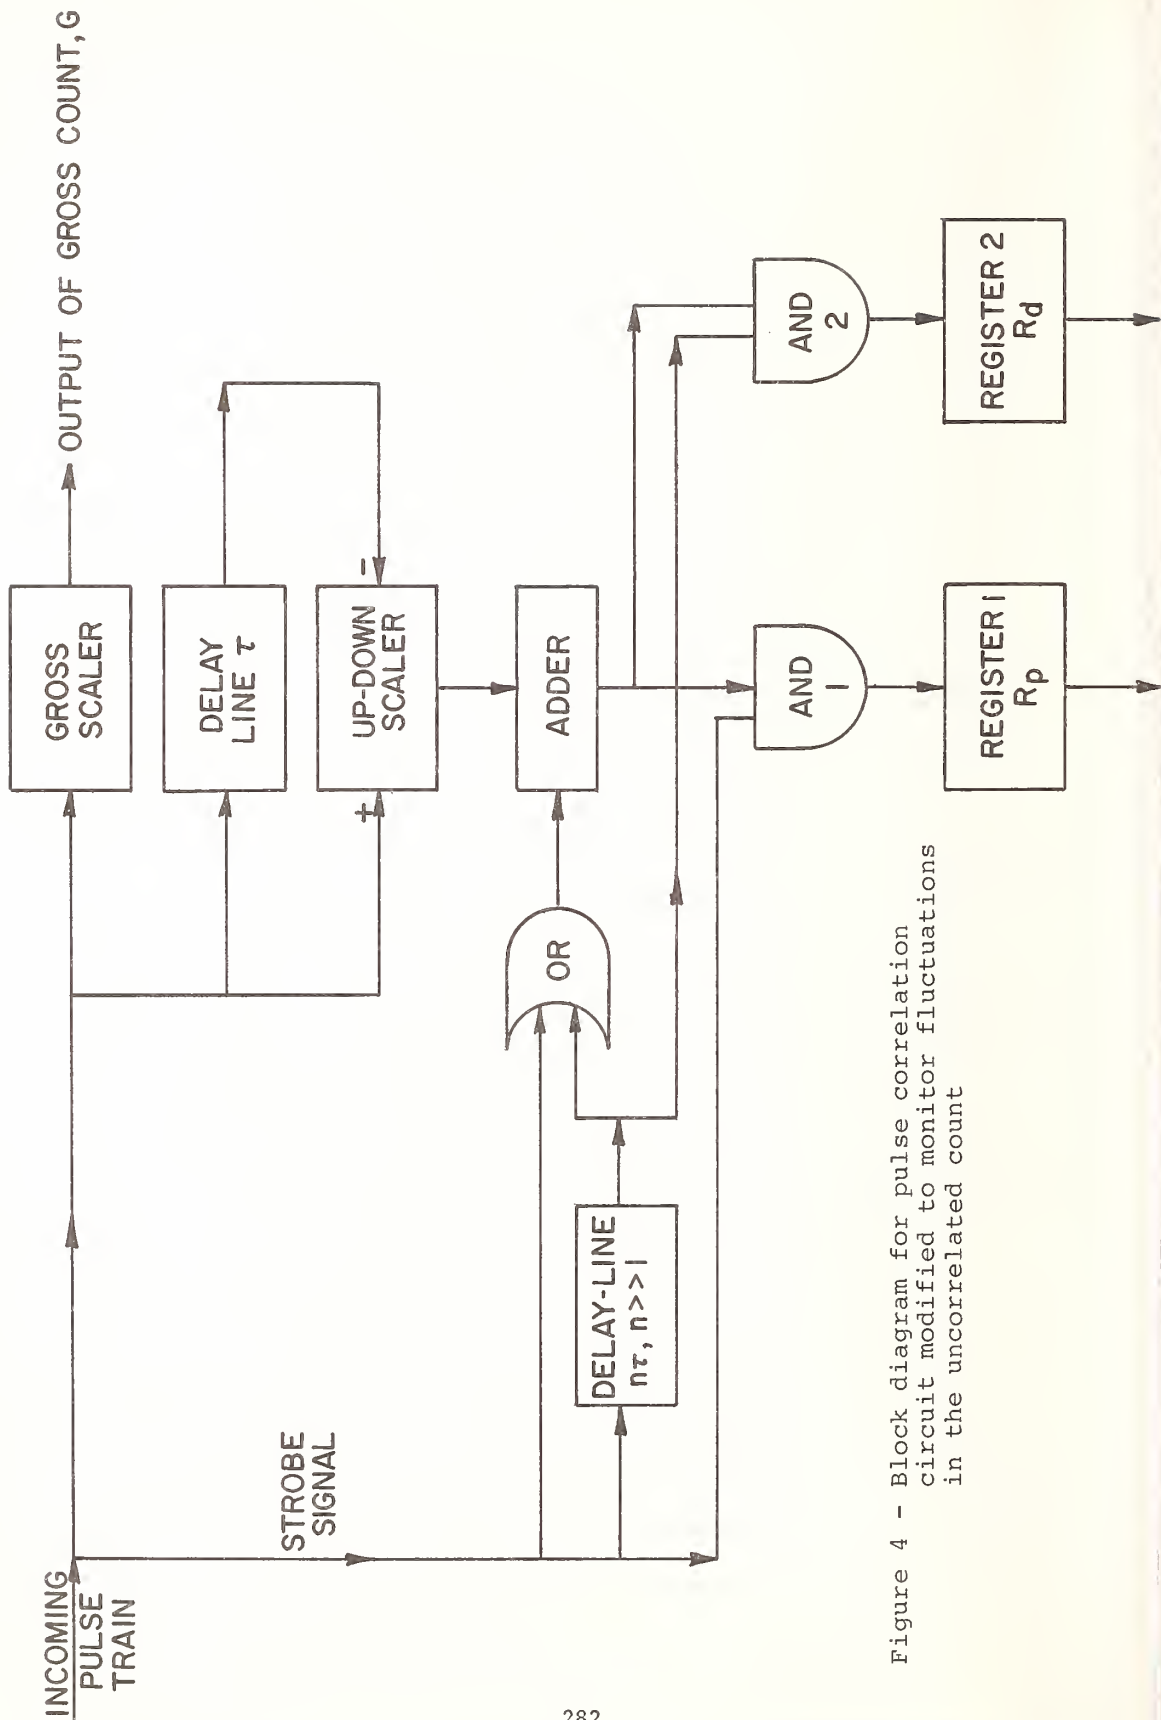 INCOMING
PULSE
TRAIN
STROBE
SIGNAL
GROSS
SCALER
OUTPUT OF GROSS COUNT, G
DELAY
LINE τ
+
UP-DOWN
SCALER
-
DELAY-LINE
nτ, n>>1
OR
ADDER
AND
1
AND
2
REGISTER 1
Rp
REGISTER 2
Rd
Figure 4 - Block diagram for pulse correlation
circuit modified to monitor fluctuations
in the uncorrelated count
282